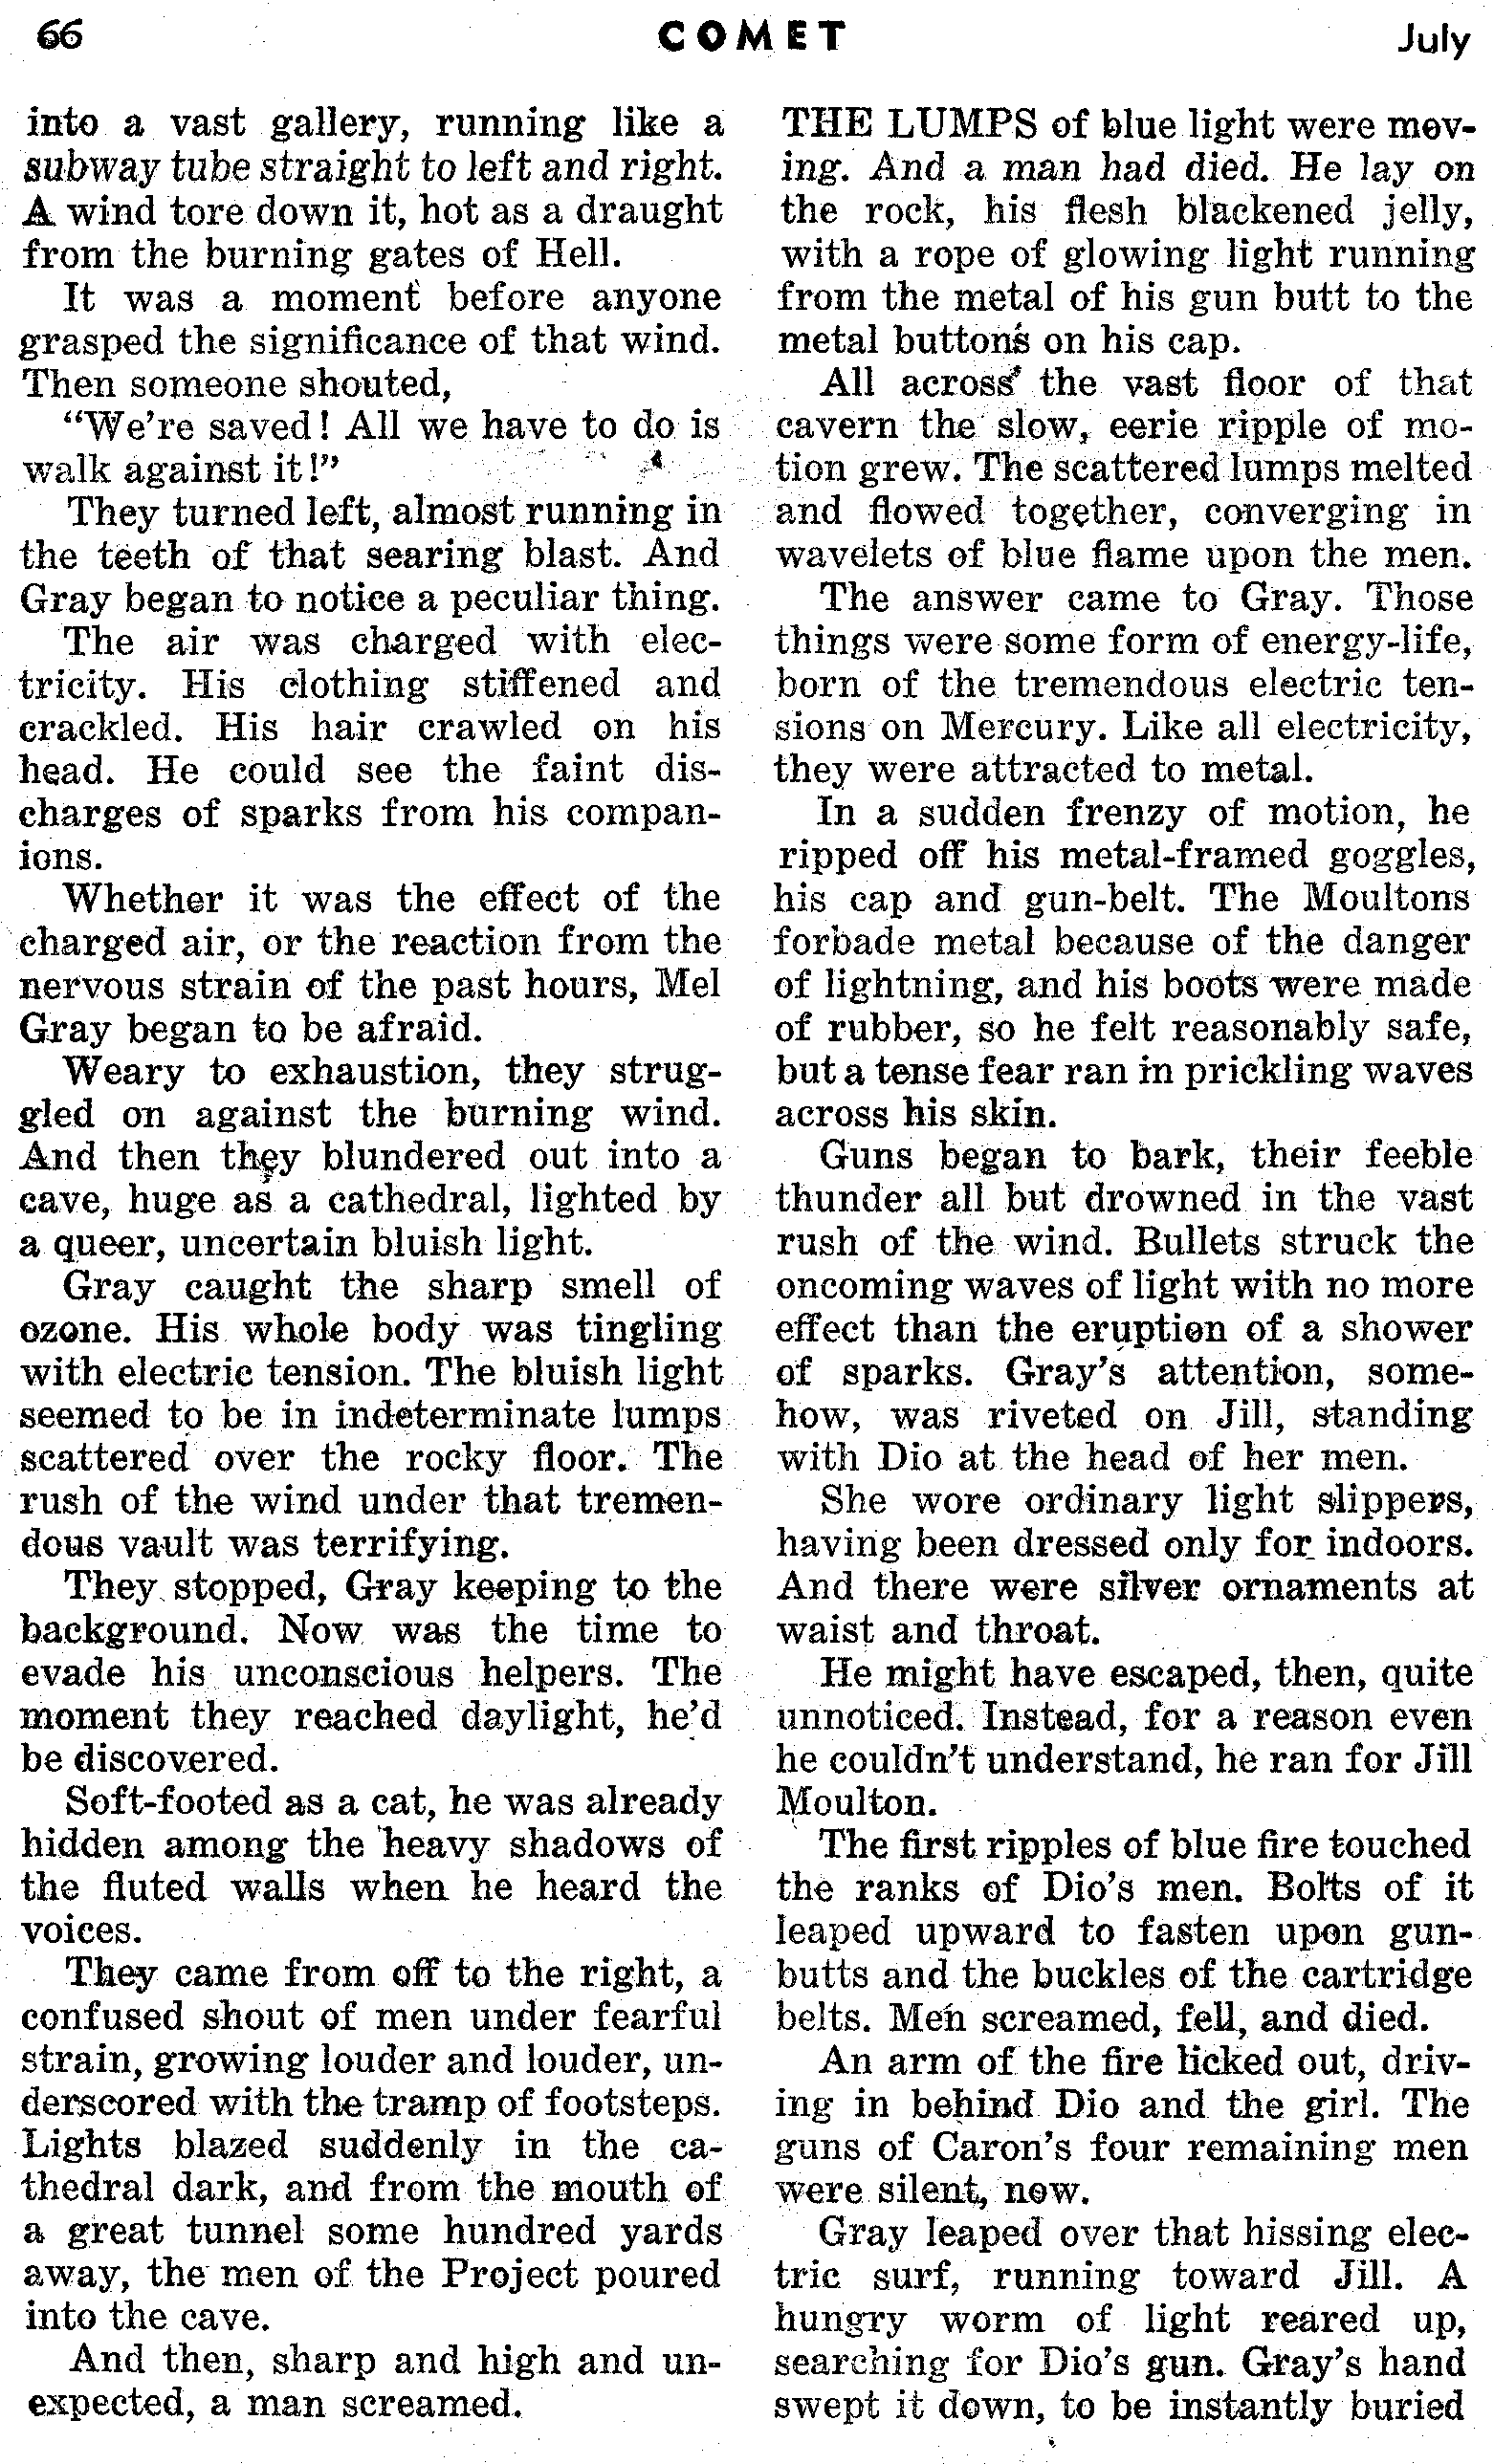 66
COMET
July
into a vast gallery, running like a
subway tube straight to left and right.
A wind tore down it, hot as a draught
from the burning gates of Hell.
It was a moment before anyone
grasped the significance of that wind.
Then someone shouted,
"We're saved! All we have to do is
walk against it!"
They turned left, almost running in
the teeth of that searing blast. And
Gray began to notice a peculiar thing.
The air was charged with elec-
tricity. His clothing stiffened and
crackled. His hair crawled on his
head. He could see the faint dis-
charges of sparks from his compan-
ions.
Whether it was the effect of the
charged air, or the reaction from the
nervous strain of the past hours, Mel
Gray began to be afraid.
Weary to exhaustion, they strug-
gled on against the burning wind.
And then they blundered out into a
cave, huge as a cathedral, lighted by
a queer, uncertain bluish light.
Gray caught the sharp smell of
ozone. His whole body was tingling
with electric tension. The bluish light
seemed to be in indeterminate lumps
scattered over the rocky floor. The
rush of the wind under that tremen-
dous vault was terrifying.
They stopped, Gray keeping to the
background. Now was the time to
evade his unconscious helpers. The
moment they reached daylight, he'd
be discovered.
Soft-footed as a cat, he was already
hidden among the heavy shadows of
the fluted walls when he heard the
voices.
They came from off to the right, a
confused shout of men under fearful
strain, growing louder and louder, un-
derscored with the tramp of footsteps.
Lights blazed suddenly in the ca-
thedral dark, and from the mouth of
a great tunnel some hundred yards
away, the men of the Project poured
into the cave.
And then, sharp and high and un-
expected, a man screamed.
THE LUMPS of blue light were mov-
ing. And a man had died. He lay on
the rock, his flesh blackened jelly,
with a rope of glowing light running
from the metal of his gun butt to the
metal buttons on his cap.
All across the vast floor of that
cavern the slow, eerie ripple of mo-
tion grew. The scattered lumps melted
and flowed together, converging in
wavelets of blue flame upon the men.
The answer came to Gray. Those
things were some form of energy-life,
born of the tremendous electric ten-
sions on Mercury. Like all electricity,
they were attracted to metal.
In a sudden frenzy of motion, he
ripped off his metal-framed goggles,
his cap and gun-belt. The Moultons
forbade metal because of the danger
of lightning, and his boots were made
of rubber, so he felt reasonably safe,
but a tense fear ran in prickling waves
across his skin.
Guns began to bark, their feeble
thunder all but drowned in the vast
rush of the wind. Bullets struck the
oncoming waves of light with no more
effect than the eruption of a shower
of sparks. Gray's attention, some-
how, was riveted on Jill, standing
with Dio at the head of her men.
She wore ordinary light slippers,
having been dressed only for indoors.
And there were silver ornaments at
waist and throat.
He might have escaped, then, quite
unnoticed. Instead, for a reason even
he couldn't understand, he ran for Jill
Moulton.
The first ripples of blue fire touched
the ranks of Dio's men. Bolts of it
leaped upward to fasten upon gun-
butts and the buckles of the cartridge
belts. Men screamed, fell, and died.
An arm of the fire licked out, driv-
ing in behind Dio and the girl. The
guns of Caron's four remaining men
were silent, now.
Gray leaped over that hissing elec-
tric surf, running toward Jill. A
hungry worm of light reared up,
searching for Dio's gun. Gray's hand
swept it down, to be instantly buried